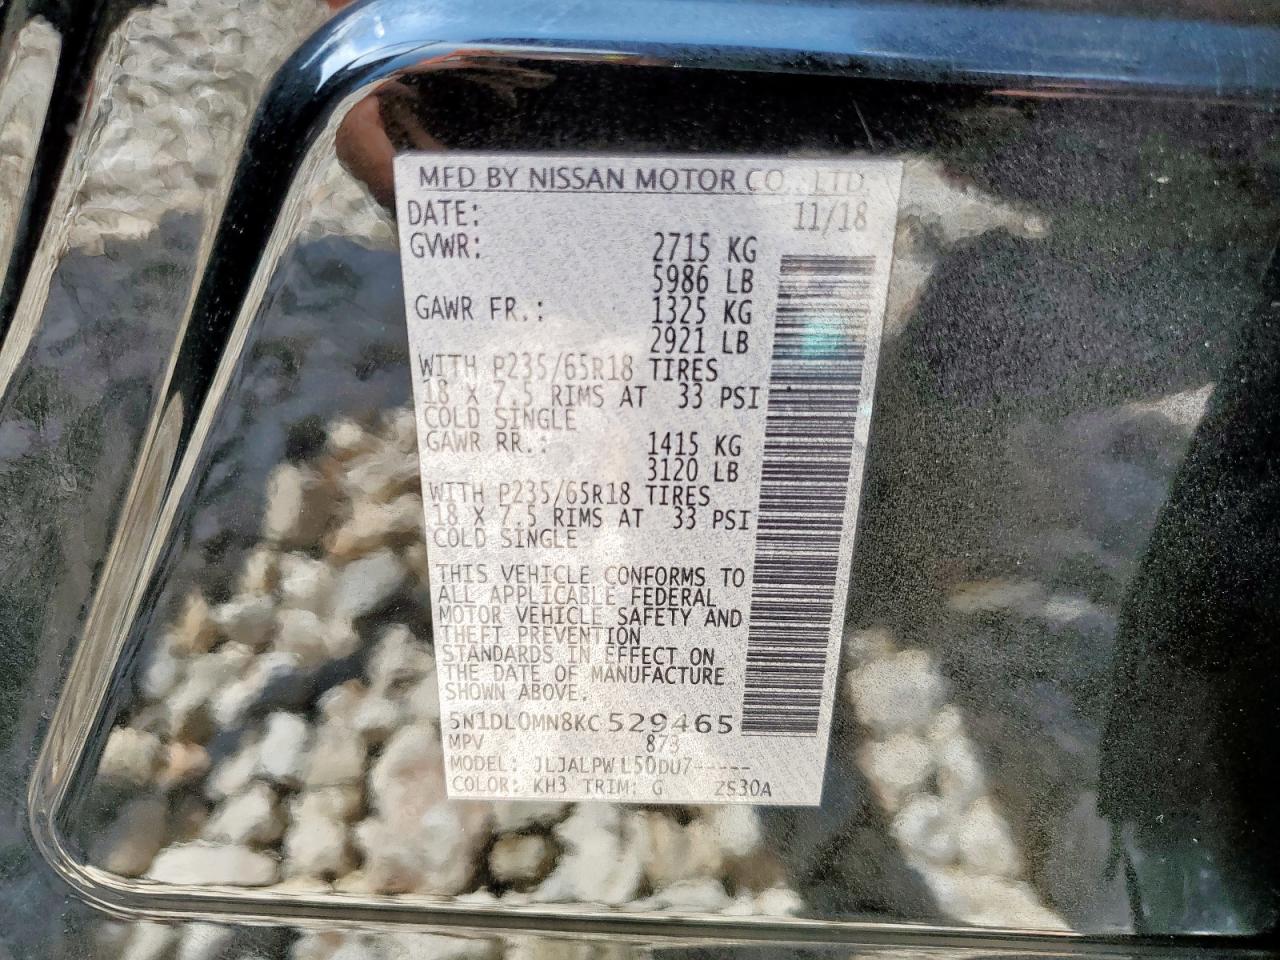 MFD BY NISSAN MOTOR CO., LTD.
DATE: 11/18
GVWR: 2715 KG
5986 LB
GAWR FR.: 1325 KG
2921 LB
WITH P235/65R18 TIRES
18 X 7.5 RIMS AT 33 PSI
COLD SINGLE
GAWR RR.: 1415 KG
3120 LB
WITH P235/65R18 TIRES
18 X 7.5 RIMS AT 33 PSI
COLD SINGLE
THIS VEHICLE CONFORMS TO
ALL APPLICABLE FEDERAL
MOTOR VEHICLE SAFETY AND
THEFT PREVENTION
STANDARDS IN EFFECT ON
THE DATE OF MANUFACTURE
SHOWN ABOVE.
5N1DL0MN8KC529465
MPV 873
MODEL: JLJALPWL50DU7-----
COLOR: KH3 TRIM: G ZS30A